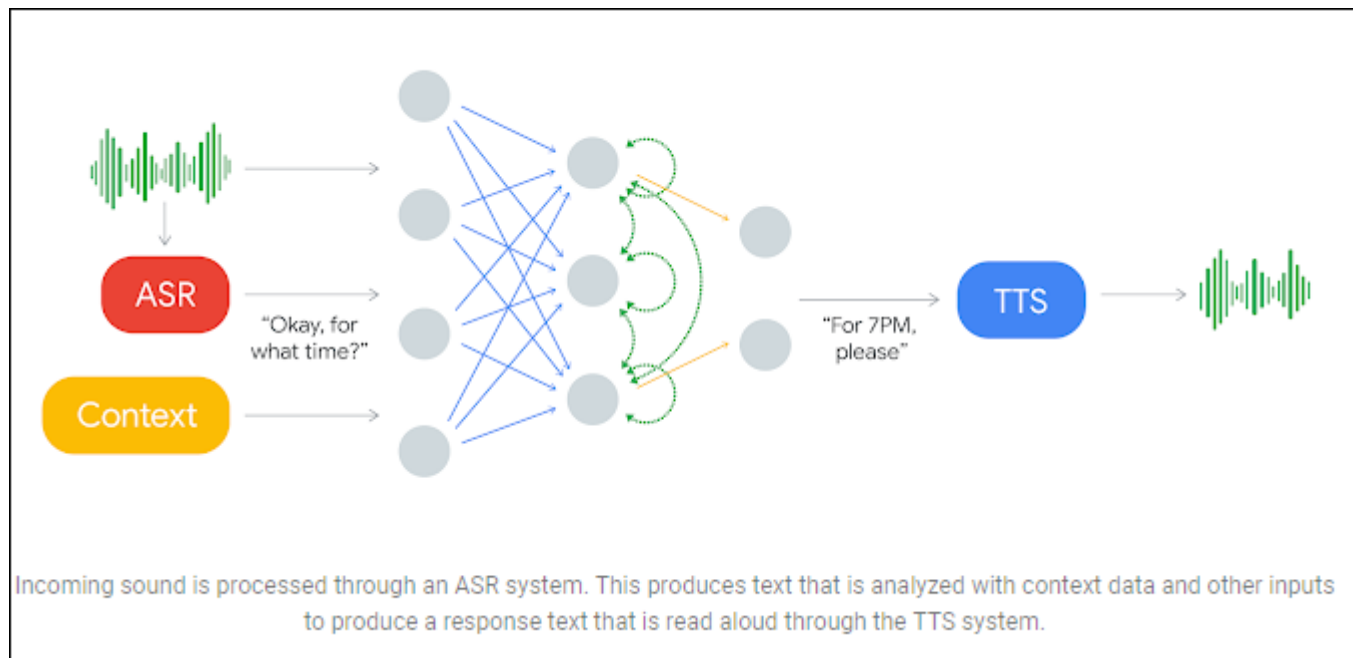 ASR
"Okay, for
what time?"
Context
"For 7PM,
please"
TTS
Incoming sound is processed through an ASR system. This produces text that is analyzed with context data and other inputs
to produce a response text that is read aloud through the TTS system.